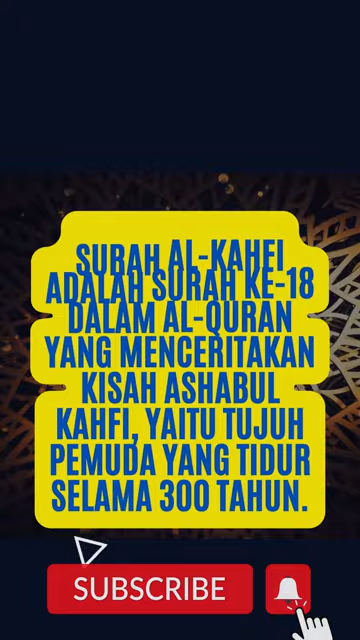 SURAH AL-KAHFI
ADALAH SURAH KE-18
DALAM AL-QURAN
YANG MENCERITAKAN
KISAH ASHABUL
KAHFI, YAITU TUJUH
PEMUDA YANG TIDUR
SELAMA 300 TAHUN.
SUBSCRIBE